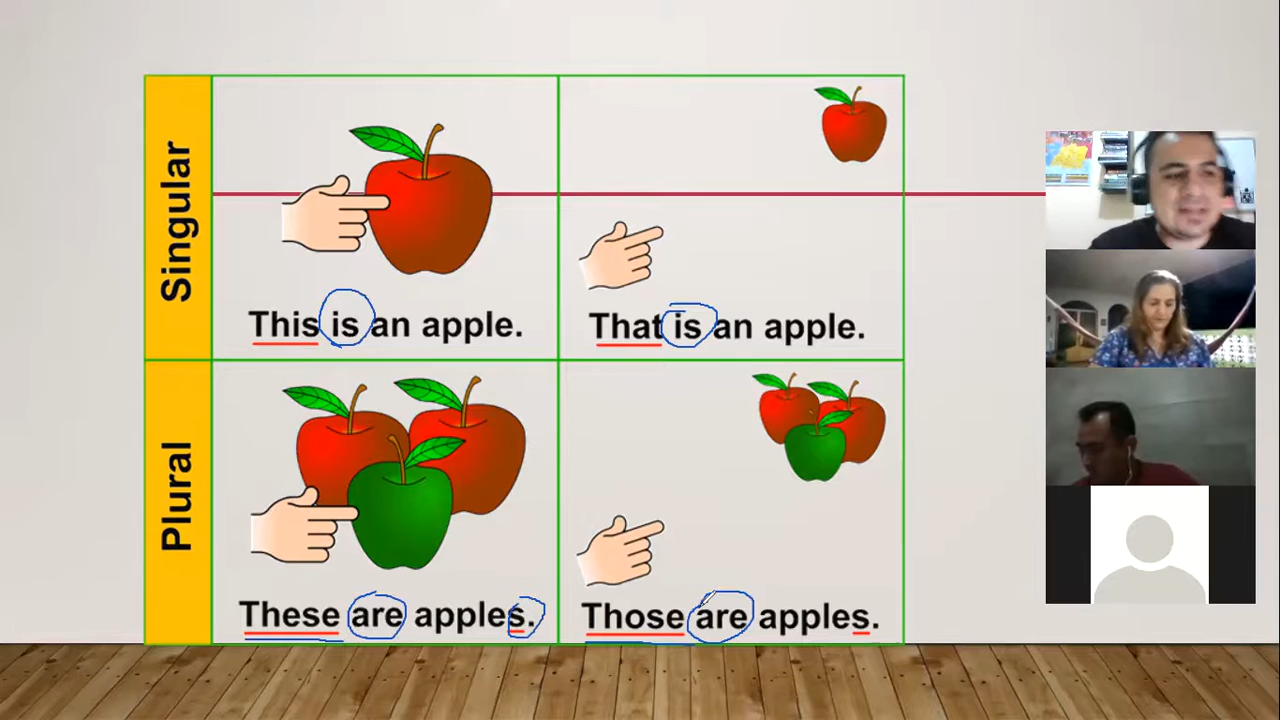 Singular
This is an apple.
That is an apple.
Plural
These are apples.
Those are apples.